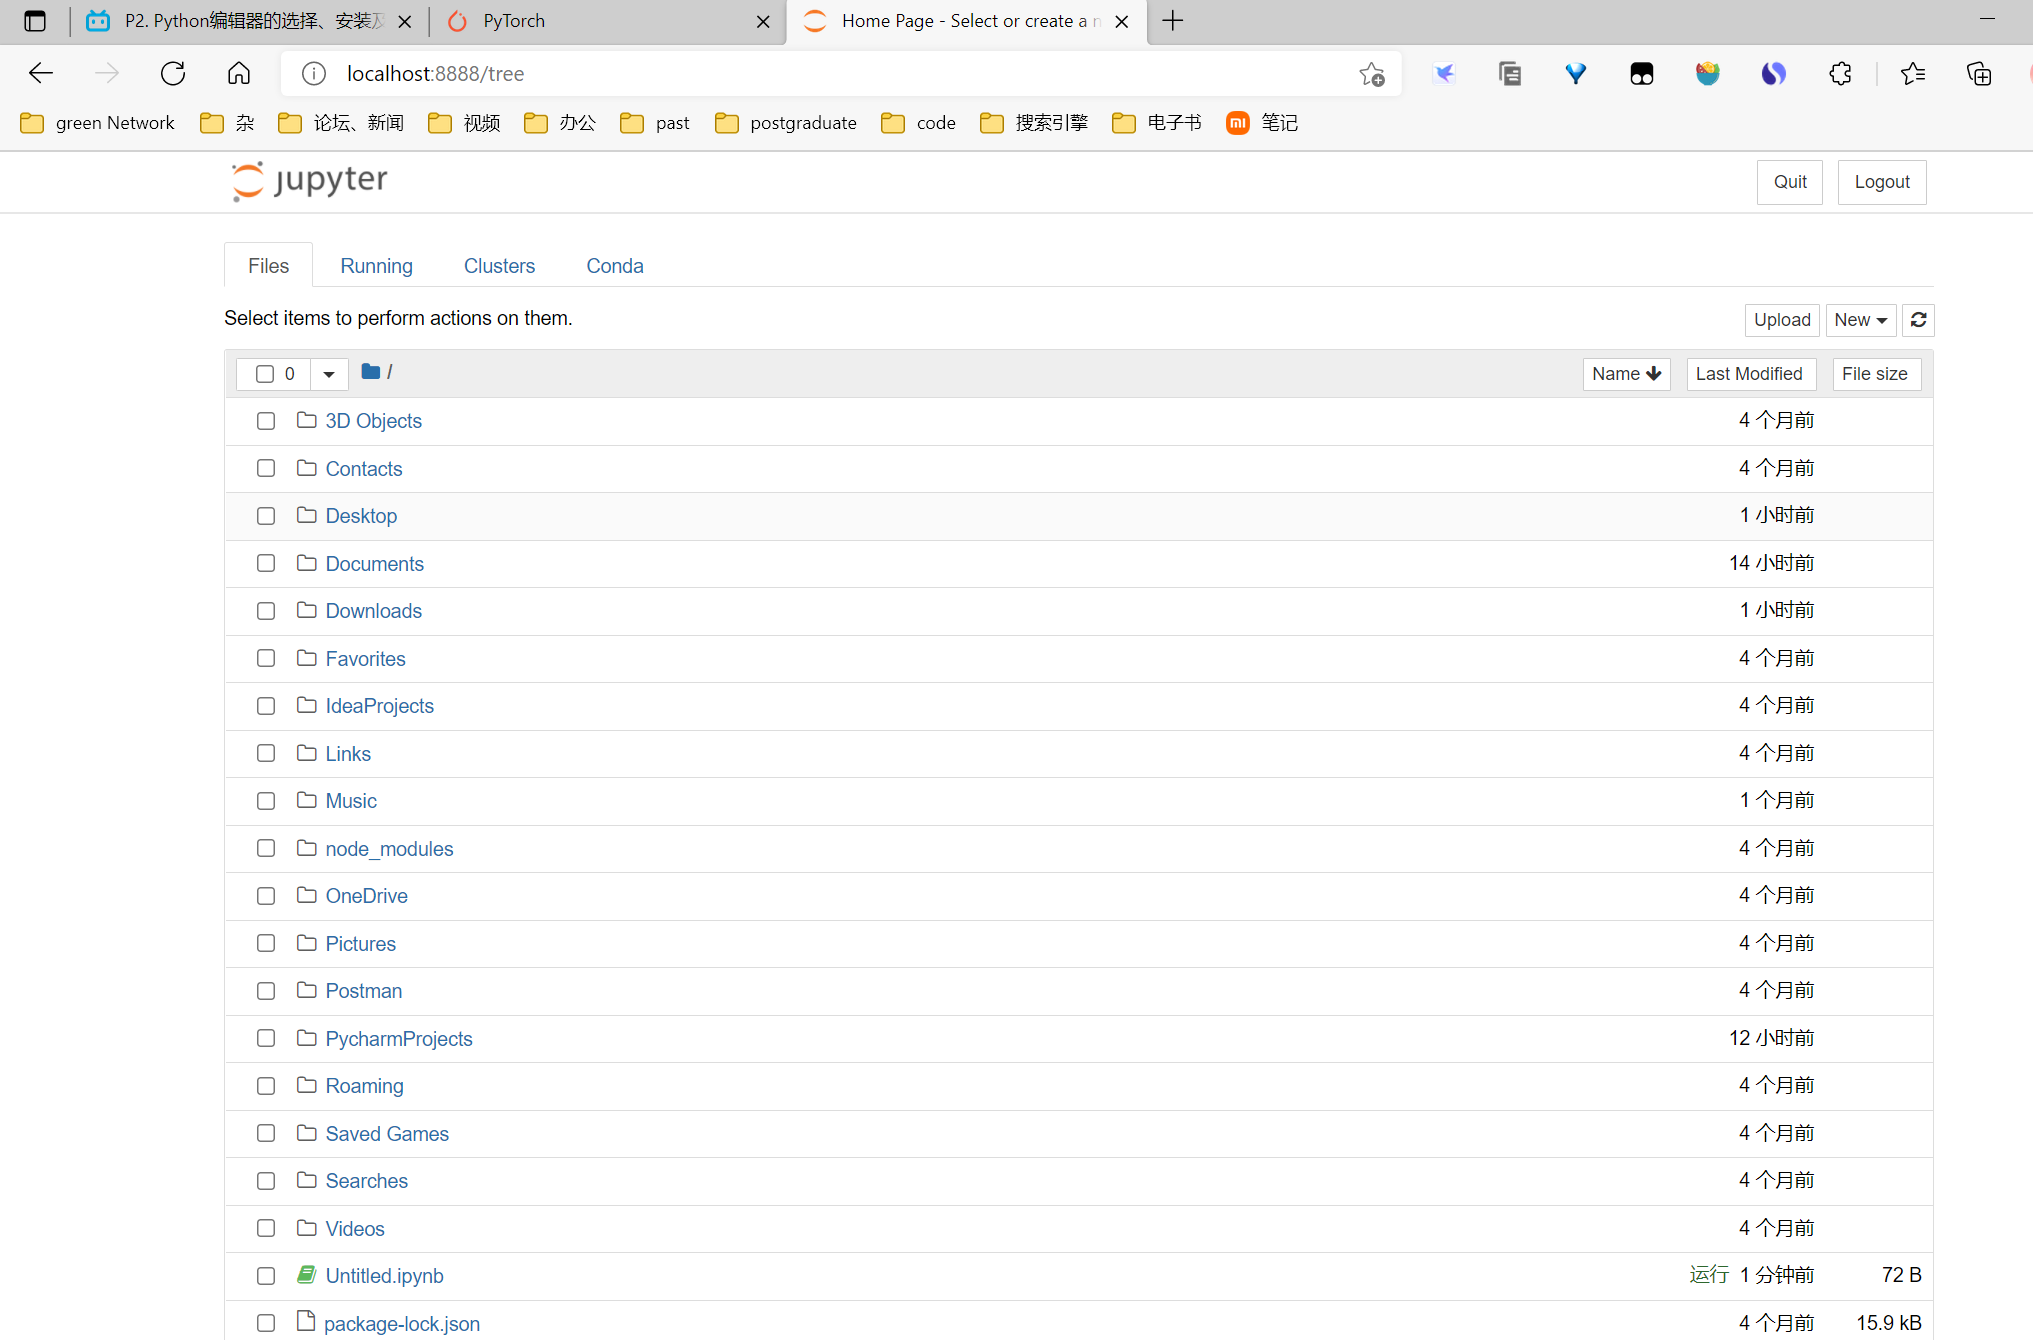 P2. Python编辑器的选择、安装及
PyTorch
Home Page - Select or create a n
localhost:8888/tree
green Network
杂
论坛、新闻
视频
办公
past
postgraduate
code
搜索引擎
电子书
mi 笔记
jupyter
Quit
Logout
Files
Running
Clusters
Conda
Select items to perform actions on them.
Upload
New
0
/
Name
Last Modified
File size
3D Objects 4 个月前
Contacts 4 个月前
Desktop 1 小时前
Documents 14 小时前
Downloads 1 小时前
Favorites 4 个月前
IdeaProjects 4 个月前
Links 4 个月前
Music 1 个月前
node_modules 4 个月前
OneDrive 4 个月前
Pictures 4 个月前
Postman 4 个月前
PycharmProjects 12 小时前
Roaming 4 个月前
Saved Games 4 个月前
Searches 4 个月前
Videos 4 个月前
Untitled.ipynb 运行 1 分钟前 72 B
package-lock.json 4 个月前 15.9 kB